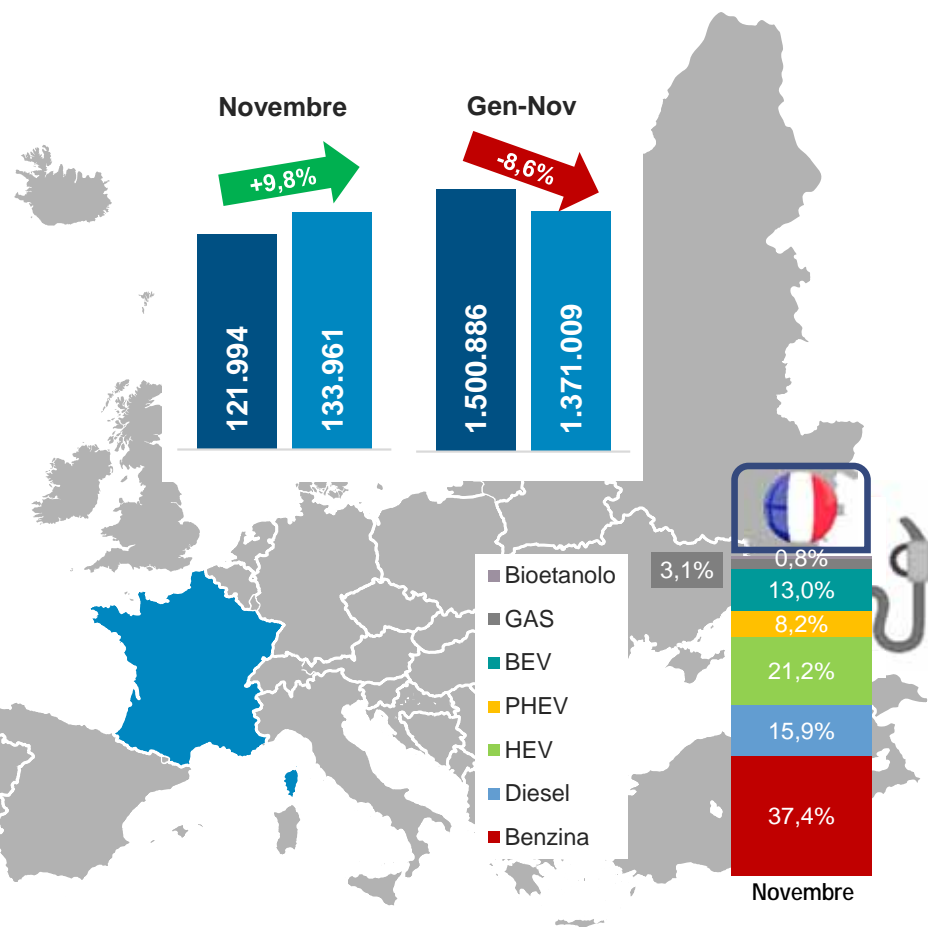 Novembre
Gen-Nov
+9,8%
-8,6%
121.994
133.961
1.500.886
1.371.009
Bioetanolo
GAS
BEV
PHEV
HEV
Diesel
Benzina
3,1%
0,8%
13,0%
8,2%
21,2%
15,9%
37,4%
Novembre